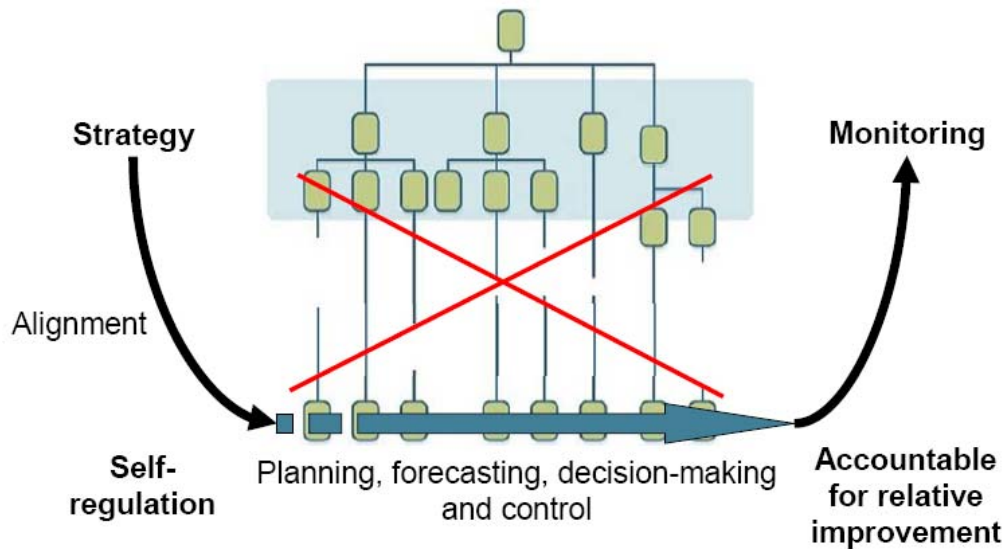 Strategy
Monitoring
Alignment
Self-
regulation
Planning, forecasting, decision-making
and control
Accountable
for relative
improvement